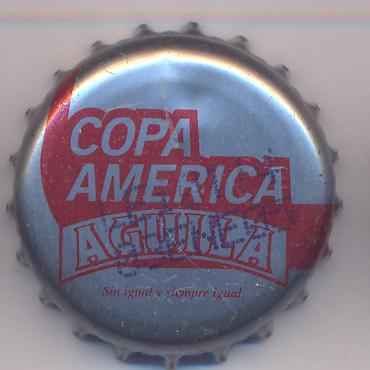 COPA
AMERICA
AGUILA
Sin igual y siempre igual